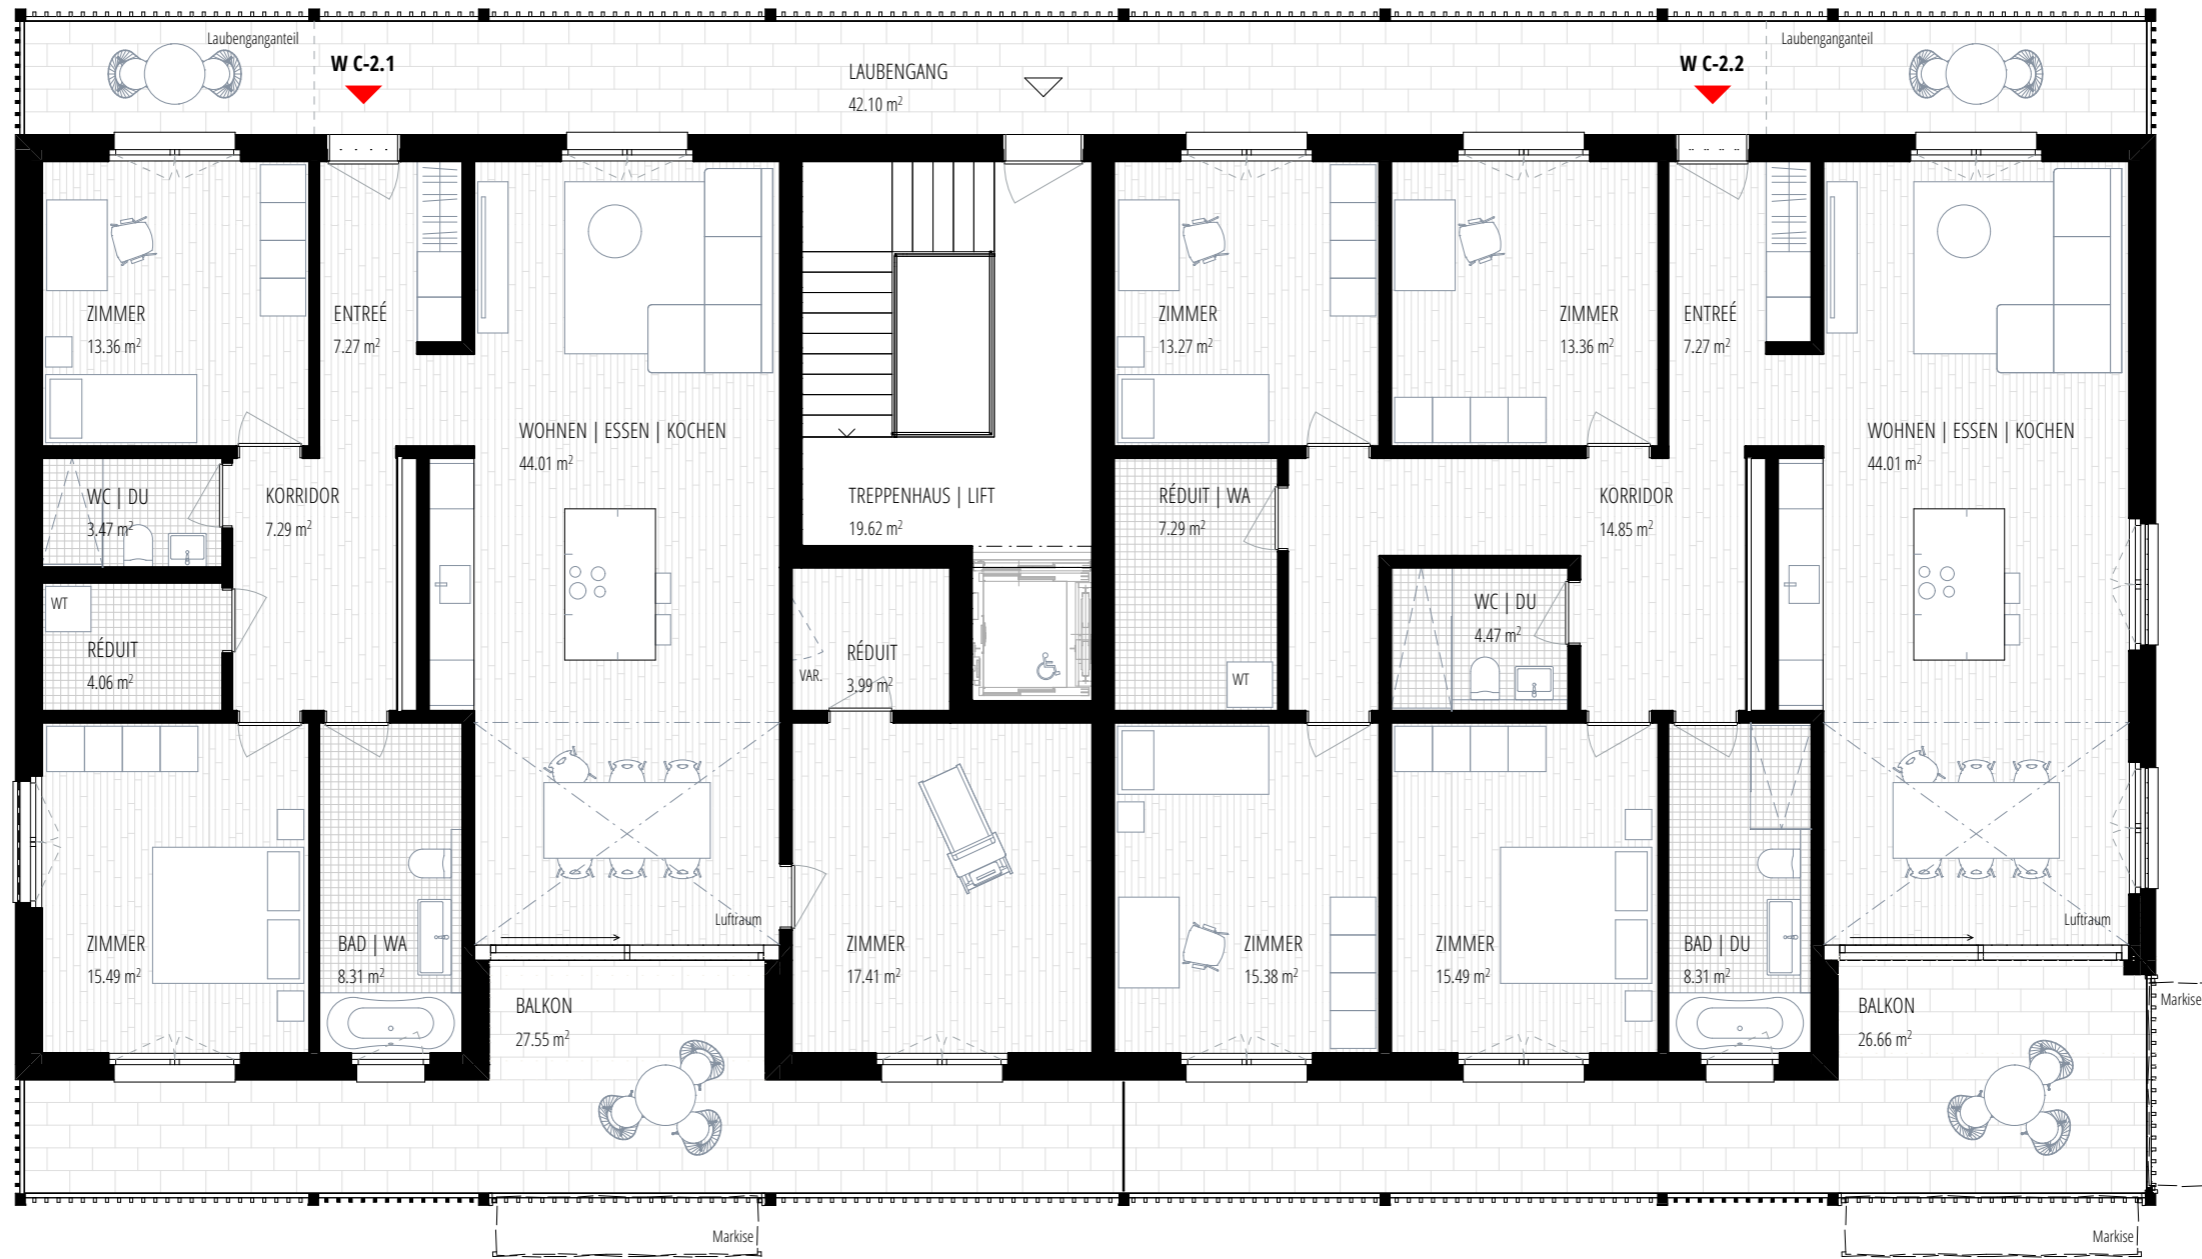 Laubenganganteil
W C-2.1
LAUBENGANG
42.10 m²
W C-2.2
Laubenganganteil
ZIMMER
13.36 m²
ENTREÉ
7.27 m²
ZIMMER
13.27 m²
ZIMMER
13.36 m²
ENTREÉ
7.27 m²
WOHNEN | ESSEN | KOCHEN
44.01 m²
WOHNEN | ESSEN | KOCHEN
44.01 m²
WC | DU
3.47 m²
KORRIDOR
7.29 m²
TREPPENHAUS | LIFT
19.62 m²
RÉDUIT | WA
7.29 m²
KORRIDOR
14.85 m²
WT
RÉDUIT
4.06 m²
VAR.
RÉDUIT
3.99 m²
WC | DU
4.47 m²
WT
Luftraum
Luftraum
ZIMMER
15.49 m²
BAD | WA
8.31 m²
ZIMMER
17.41 m²
ZIMMER
15.38 m²
ZIMMER
15.49 m²
BAD | DU
8.31 m²
BALKON
27.55 m²
BALKON
26.66 m²
Markise
Markise
Markise